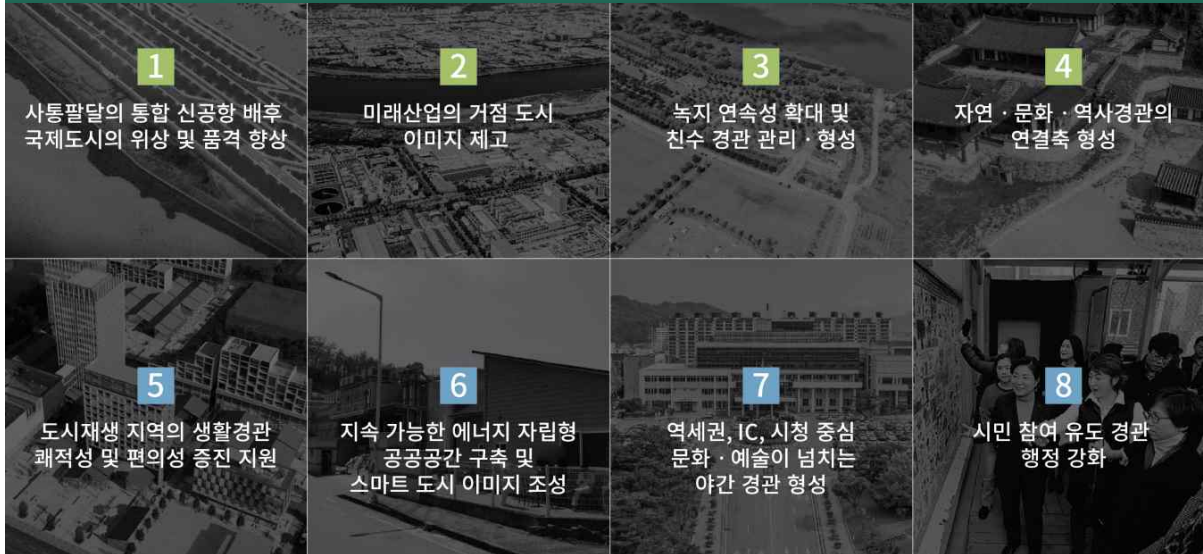 1
사통팔달의 통합 신공항 배후
국제도시의 위상 및 품격 향상
2
미래산업의 거점 도시
이미지 제고
3
녹지 연속성 확대 및
친수 경관 관리 · 형성
4
자연 · 문화 · 역사경관의
연결축 형성
5
도시재생 지역의 생활경관
쾌적성 및 편의성 증진 지원
6
지속 가능한 에너지 자립형
공공공간 구축 및
스마트 도시 이미지 조성
7
역세권, IC, 시청 중심
문화 · 예술이 넘치는
야간 경관 형성
8
시민 참여 유도 경관
행정 강화